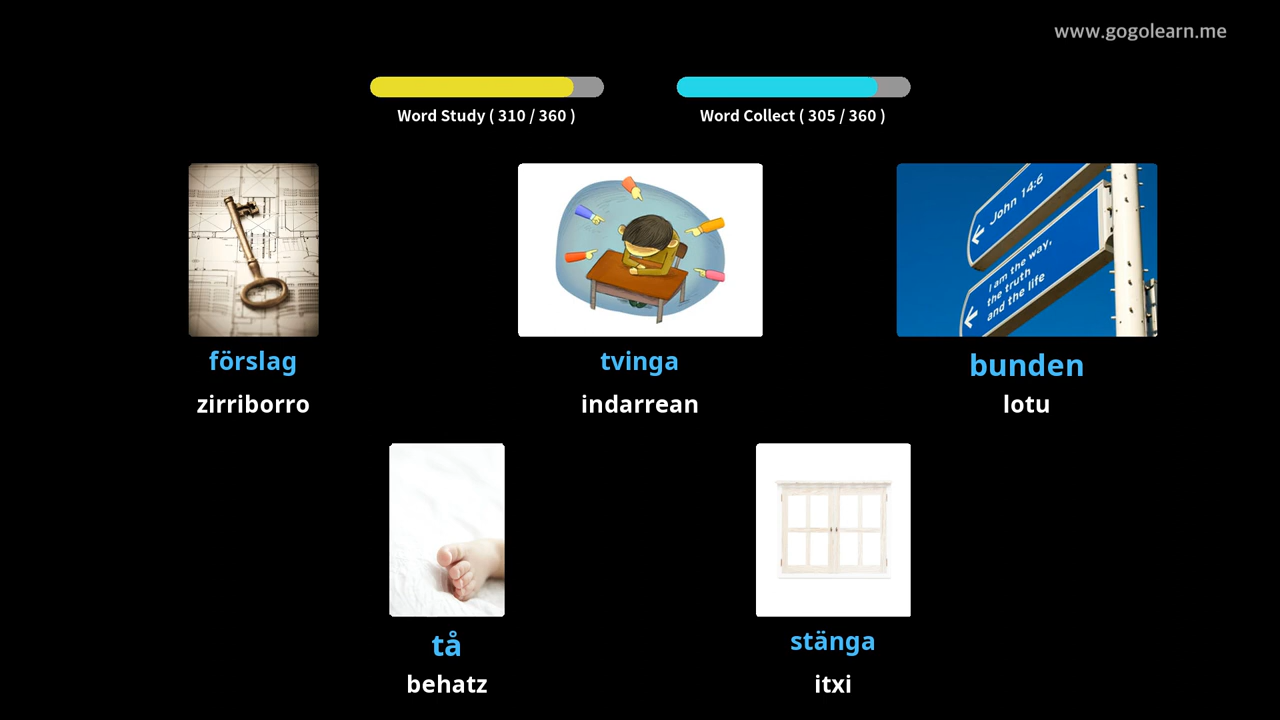 www.gogolearn.me
Word Study ( 310 / 360 )
Word Collect ( 305 / 360 )
John 14:6
I am the way,
the truth
and the life
förslag
zirriborro
tvinga
indarrean
bunden
lotu
tå
behatz
stänga
itxi